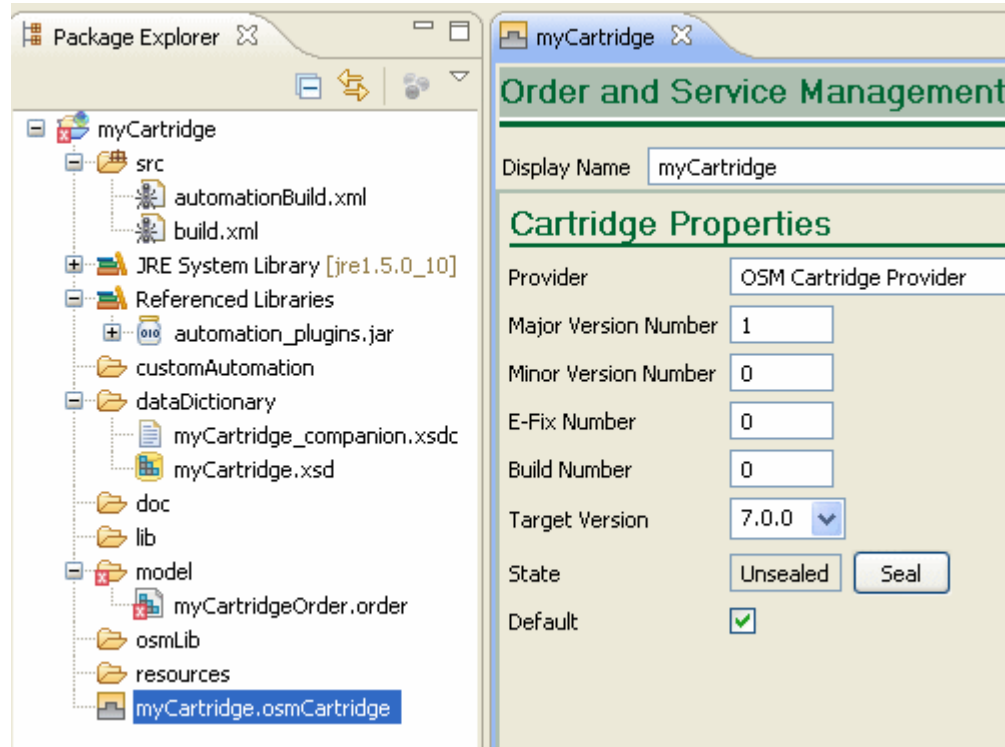 Package Explorer
myCartridge
src
automationBuild.xml
build.xml
JRE System Library [jre1.5.0_10]
Referenced Libraries
010
automation_plugins.jar
customAutomation
dataDictionary
myCartridge_companion.xsdc
myCartridge.xsd
doc
lib
model
myCartridgeOrder.order
osmLib
resources
myCartridge.osmCartridge
myCartridge
Order and Service Management
Display Name myCartridge
Cartridge Properties
Provider OSM Cartridge Provider
Major Version Number 1
Minor Version Number 0
E-Fix Number 0
Build Number 0
Target Version 7.0.0
State Unsealed Seal
Default